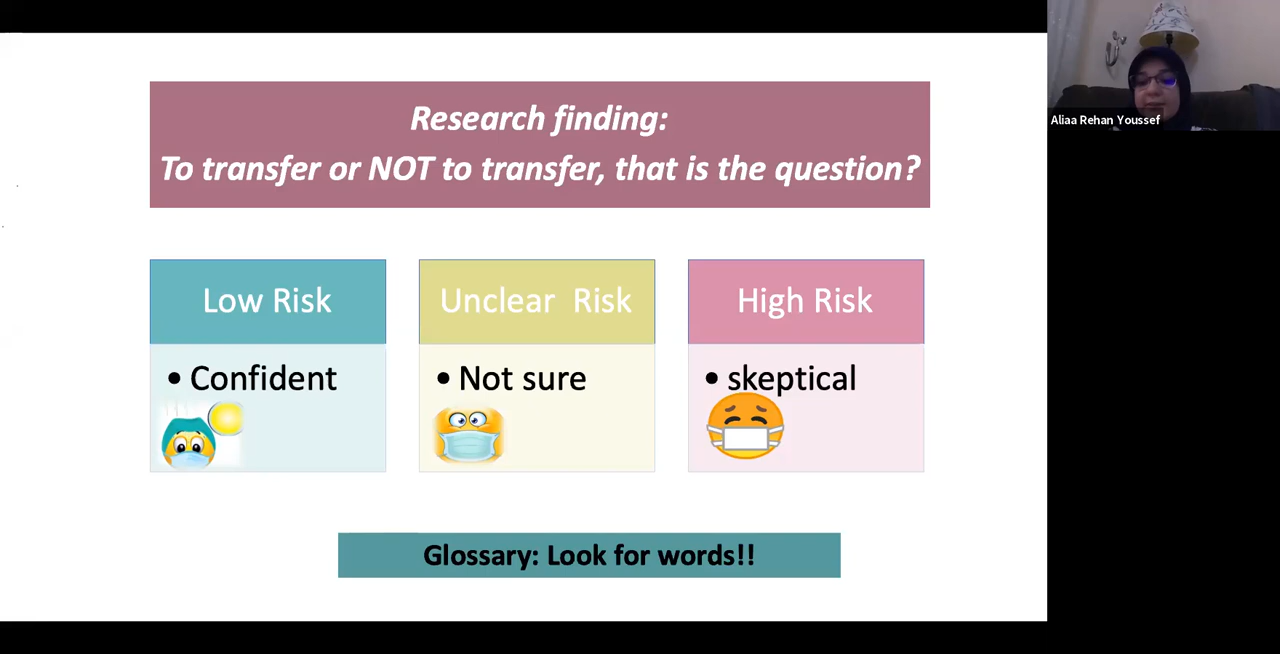 Research finding:
To transfer or NOT to transfer, that is the question?
Low Risk
• Confident
Unclear Risk
• Not sure
High Risk
• skeptical
Glossary: Look for words!!
Aliaa Rehan Youssef